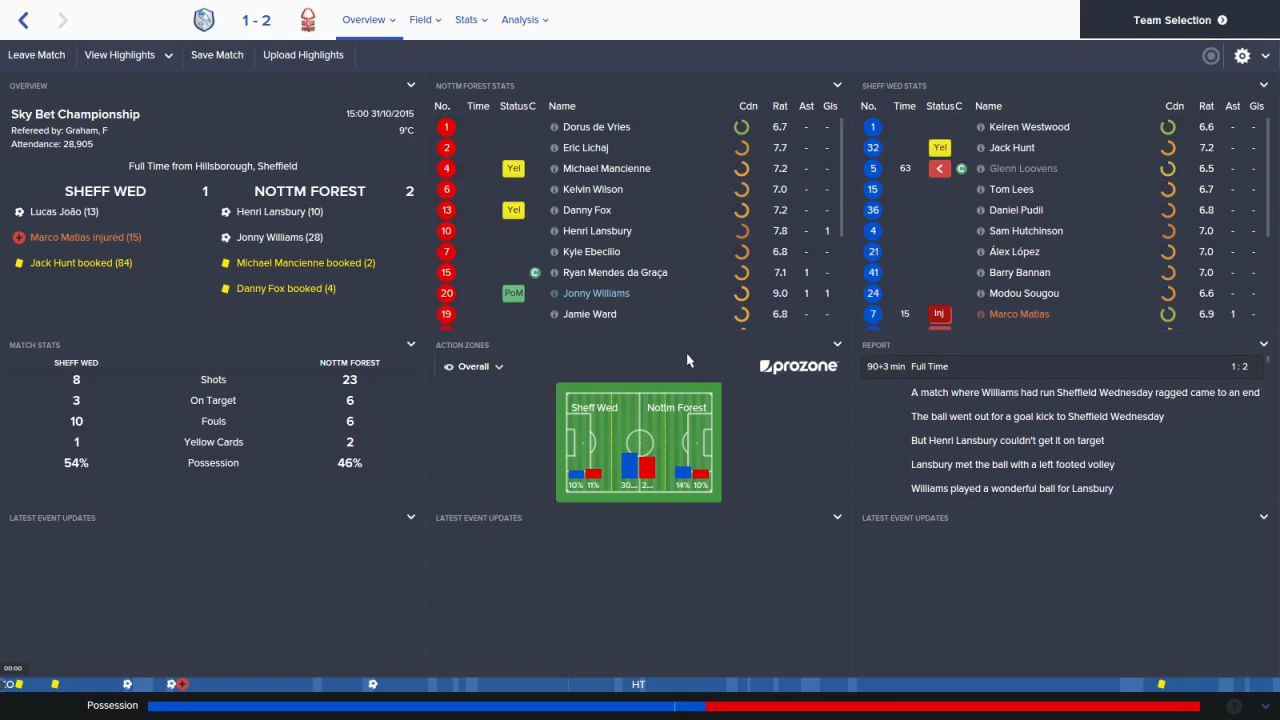 1 - 2 Overview Field Stats Analysis Team Selection
Leave Match View Highlights Save Match Upload Highlights
OVERVIEW
Sky Bet Championship 15:00 31/10/2015
Refereed by: Graham, F 9°C
Attendance: 28,905
Full Time from Hillsborough, Sheffield
SHEFF WED 1 NOTTM FOREST 2
Lucas João (13) Henri Lansbury (10)
Marco Matias injured (15) Jonny Williams (28)
Jack Hunt booked (84) Michael Mancienne booked (2)
Danny Fox booked (4)
NOTTM FOREST STATS
No. Time Status C Name Cdn Rat Ast Gls
1 Dorus de Vries 6.7 - -
2 Eric Lichaj 7.7 - -
4 Yel Michael Mancienne 7.2 - -
6 Kelvin Wilson 7.0 - -
13 Yel Danny Fox 7.2 - -
10 Henri Lansbury 7.8 - 1
7 Kyle Ebecilio 6.8 - -
15 C Ryan Mendes da Graça 7.1 1 -
20 PoM Jonny Williams 9.0 1 1
19 Jamie Ward 6.8 - -
SHEFF WED STATS
No. Time Status C Name Cdn Rat Ast Gls
1 Keiren Westwood 6.6 - -
32 Yel Jack Hunt 7.2 - -
5 63 C Glenn Loovens 6.5 - -
15 Tom Lees 6.7 - -
36 Daniel Pudil 6.8 - -
4 Sam Hutchinson 7.0 - -
21 Álex López 7.0 - -
41 Barry Bannan 7.0 - -
24 Modou Sougou 6.6 - -
7 15 Inj Marco Matias 6.9 1 -
MATCH STATS
SHEFF WED NOTTM FOREST
8 Shots 23
3 On Target 6
10 Fouls 6
1 Yellow Cards 2
54% Possession 46%
ACTION ZONES
Overall prozone
Sheff Wed Nottm Forest
10% 11% 30... 2... 14% 10%
REPORT
90+3 min Full Time 1 : 2
A match where Williams had run Sheffield Wednesday ragged came to an end
The ball went out for a goal kick to Sheffield Wednesday
But Henri Lansbury couldn't get it on target
Lansbury met the ball with a left footed volley
Williams played a wonderful ball for Lansbury
LATEST EVENT UPDATES LATEST EVENT UPDATES LATEST EVENT UPDATES
00:00
HT
Possession